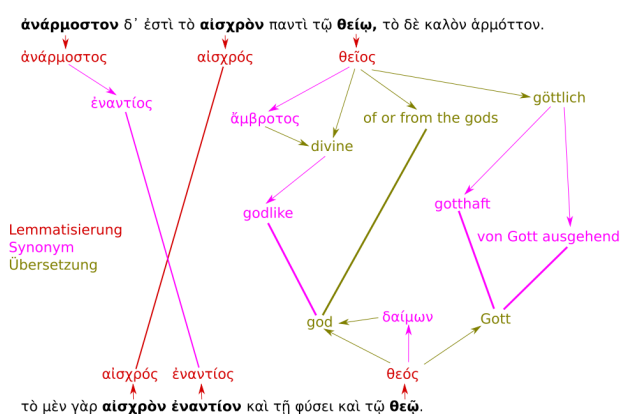 ἀνάρμοστον δ᾽ ἐστὶ τὸ αἰσχρὸν παντὶ τῷ θείῳ, τὸ δὲ καλὸν ἁρμόττον.
ἀνάρμοστος αἰσχρός θεῖος
ἐναντίος göttlich
ἄμβροτος of or from the gods
divine
godlike gotthaft
Lemmatisierung von Gott ausgehend
Synonym
Übersetzung
god δαίμων Gott
αἰσχρός ἐναντίος θεός
τὸ μὲν γὰρ αἰσχρὸν ἐναντίον καὶ τῇ φύσει καὶ τῷ θεῷ.